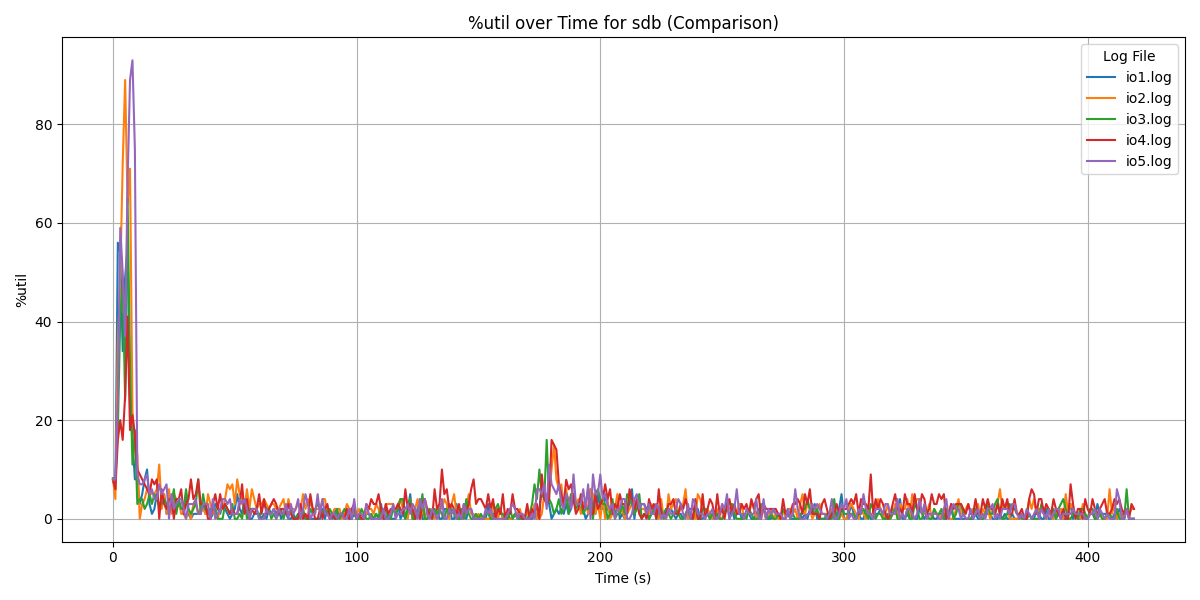 %util over Time for sdb (Comparison)
Log File
io1.log
io2.log
io3.log
io4.log
io5.log
%util
80
60
40
20
0
0 100 200 300 400
Time (s)